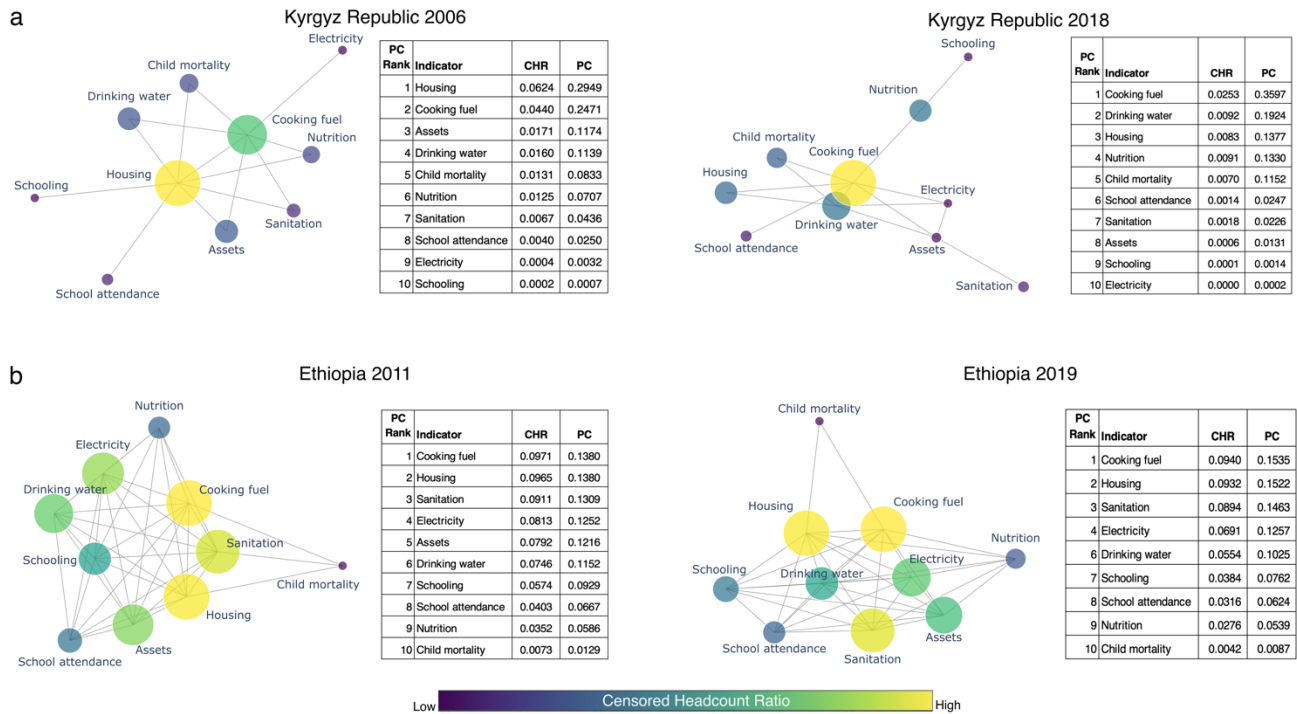 a
Kyrgyz Republic 2006
Electricity
Child mortality
Drinking water
Cooking fuel
Nutrition
Housing
Schooling
Sanitation
Assets
School attendance
PC Rank Indicator CHR PC
1 Housing 0.0624 0.2949
2 Cooking fuel 0.0440 0.2471
3 Assets 0.0171 0.1174
4 Drinking water 0.0160 0.1139
5 Child mortality 0.0131 0.0833
6 Nutrition 0.0125 0.0707
7 Sanitation 0.0067 0.0436
8 School attendance 0.0040 0.0250
9 Electricity 0.0004 0.0032
10 Schooling 0.0002 0.0007
Kyrgyz Republic 2018
Schooling
Nutrition
Child mortality
Cooking fuel
Housing
Electricity
Drinking water
School attendance
Assets
Sanitation
PC Rank Indicator CHR PC
1 Cooking fuel 0.0253 0.3597
2 Drinking water 0.0092 0.1924
3 Housing 0.0083 0.1377
4 Nutrition 0.0091 0.1330
5 Child mortality 0.0070 0.1152
6 School attendance 0.0014 0.0247
7 Sanitation 0.0018 0.0226
8 Assets 0.0006 0.0131
9 Schooling 0.0001 0.0014
10 Electricity 0.0000 0.0002
b
Ethiopia 2011
Nutrition
Electricity
Drinking water
Cooking fuel
Schooling
Sanitation
Child mortality
Housing
School attendance
Assets
PC Rank Indicator CHR PC
1 Cooking fuel 0.0971 0.1380
2 Housing 0.0965 0.1380
3 Sanitation 0.0911 0.1309
4 Electricity 0.0813 0.1252
5 Assets 0.0792 0.1216
6 Drinking water 0.0746 0.1152
7 Schooling 0.0574 0.0929
8 School attendance 0.0403 0.0667
9 Nutrition 0.0352 0.0586
10 Child mortality 0.0073 0.0129
Ethiopia 2019
Child mortality
Housing
Cooking fuel
Nutrition
Electricity
Schooling
Drinking water
School attendance
Sanitation
Assets
PC Rank Indicator CHR PC
1 Cooking fuel 0.0940 0.1535
2 Housing 0.0932 0.1522
3 Sanitation 0.0894 0.1463
4 Electricity 0.0691 0.1257
6 Drinking water 0.0554 0.1025
7 Schooling 0.0384 0.0762
8 School attendance 0.0316 0.0624
9 Nutrition 0.0276 0.0539
10 Child mortality 0.0042 0.0087
Low Censored Headcount Ratio High